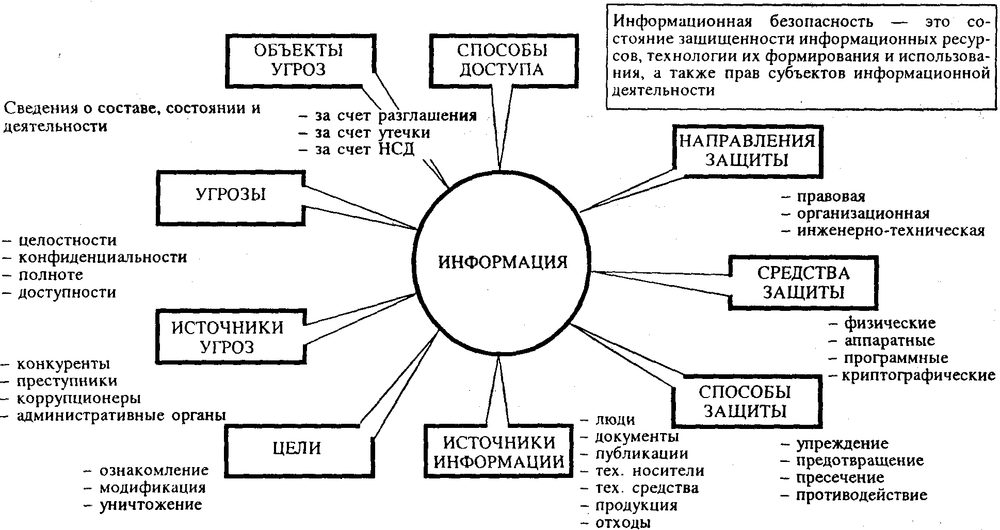 Информационная безопасность — это со-
стояние защищенности информационных ресур-
сов, технологии их формирования и использова-
ния, а также прав субъектов информационной
деятельности
ОБЪЕКТЫ
УГРОЗ
Сведения о составе, состоянии и
деятельности
СПОСОБЫ
ДОСТУПА
– за счет разглашения
– за счет утечки
– за счет НСД
НАПРАВЛЕНИЯ
ЗАЩИТЫ
– правовая
– организационная
– инженерно-техническая
УГРОЗЫ
– целостности
– конфиденциальности
– полноте
– доступности
ИНФОРМАЦИЯ
СРЕДСТВА
ЗАЩИТЫ
– физические
– аппаратные
– программные
– криптографические
ИСТОЧНИКИ
УГРОЗ
– конкуренты
– преступники
– коррупционеры
– административные органы
СПОСОБЫ
ЗАЩИТЫ
– упреждение
– предотвращение
– пресечение
– противодействие
ЦЕЛИ
– ознакомление
– модификация
– уничтожение
ИСТОЧНИКИ
ИНФОРМАЦИИ
– люди
– документы
– публикации
– тех. носители
– тех. средства
– продукция
– отходы